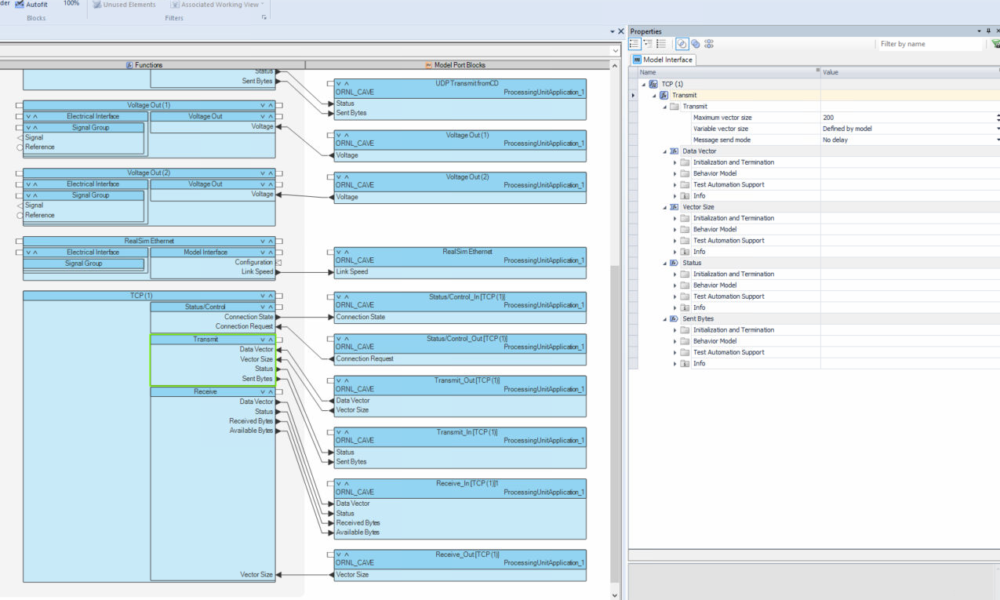 der Autofit 100% Unused Elements Associated Working View
Blocks Filters
Functions Model Port Blocks
Status
Sent Bytes
UDP Transmit fromCD
ORNL_CAVE ProcessingUnitApplication_1
Status
Sent Bytes
Voltage Out (1)
Electrical Interface Voltage Out
Signal Group Voltage
Signal
Reference
Voltage Out (1)
ORNL_CAVE ProcessingUnitApplication_1
Voltage
Voltage Out (2)
Electrical Interface Voltage Out
Signal Group Voltage
Signal
Reference
Voltage Out (2)
ORNL_CAVE ProcessingUnitApplication_1
Voltage
RealSim Ethernet
Electrical Interface Model Interface
Signal Group Configuration
Link Speed
RealSim Ethernet
ORNL_CAVE ProcessingUnitApplication_1
Link Speed
TCP (1)
Status/Control
Connection State
Connection Request
Transmit
Data Vector
Vector Size
Status
Sent Bytes
Receive
Data Vector
Status
Received Bytes
Available Bytes
Vector Size
Status/Control_In [TCP (1)]
ORNL_CAVE ProcessingUnitApplication_1
Connection State
Status/Control_Out [TCP (1)]
ORNL_CAVE ProcessingUnitApplication_1
Connection Request
Transmit_Out [TCP (1)]
ORNL_CAVE ProcessingUnitApplication_1
Data Vector
Vector Size
Transmit_In [TCP (1)]
ORNL_CAVE ProcessingUnitApplication_1
Status
Sent Bytes
Receive_In [TCP (1)]1
ORNL_CAVE ProcessingUnitApplication_1
Data Vector
Status
Received Bytes
Available Bytes
Receive_Out [TCP (1)]
ORNL_CAVE ProcessingUnitApplication_1
Vector Size
Properties
Filter by name
Model Interface
Name Value
TCP (1)
Transmit
Transmit
Maximum vector size 200
Variable vector size Defined by model
Message send mode No delay
Data Vector
Initialization and Termination
Behavior Model
Test Automation Support
Info
Vector Size
Initialization and Termination
Behavior Model
Test Automation Support
Info
Status
Initialization and Termination
Behavior Model
Test Automation Support
Info
Sent Bytes
Initialization and Termination
Behavior Model
Test Automation Support
Info